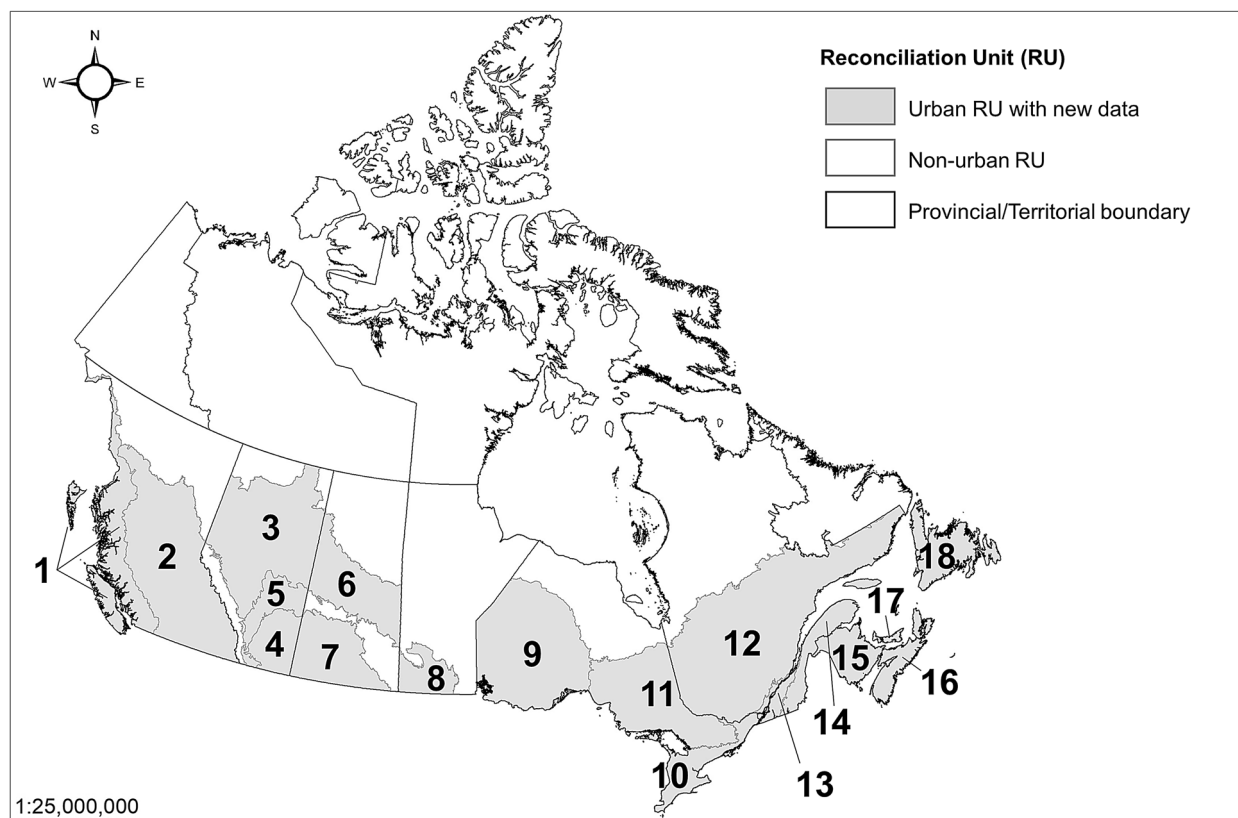 N
W E
S
Reconciliation Unit (RU)
Urban RU with new data
Non-urban RU
Provincial/Territorial boundary
1
2
3
4
5
6
7
8
9
10
11
12
13
14
15
16
17
18
1:25,000,000